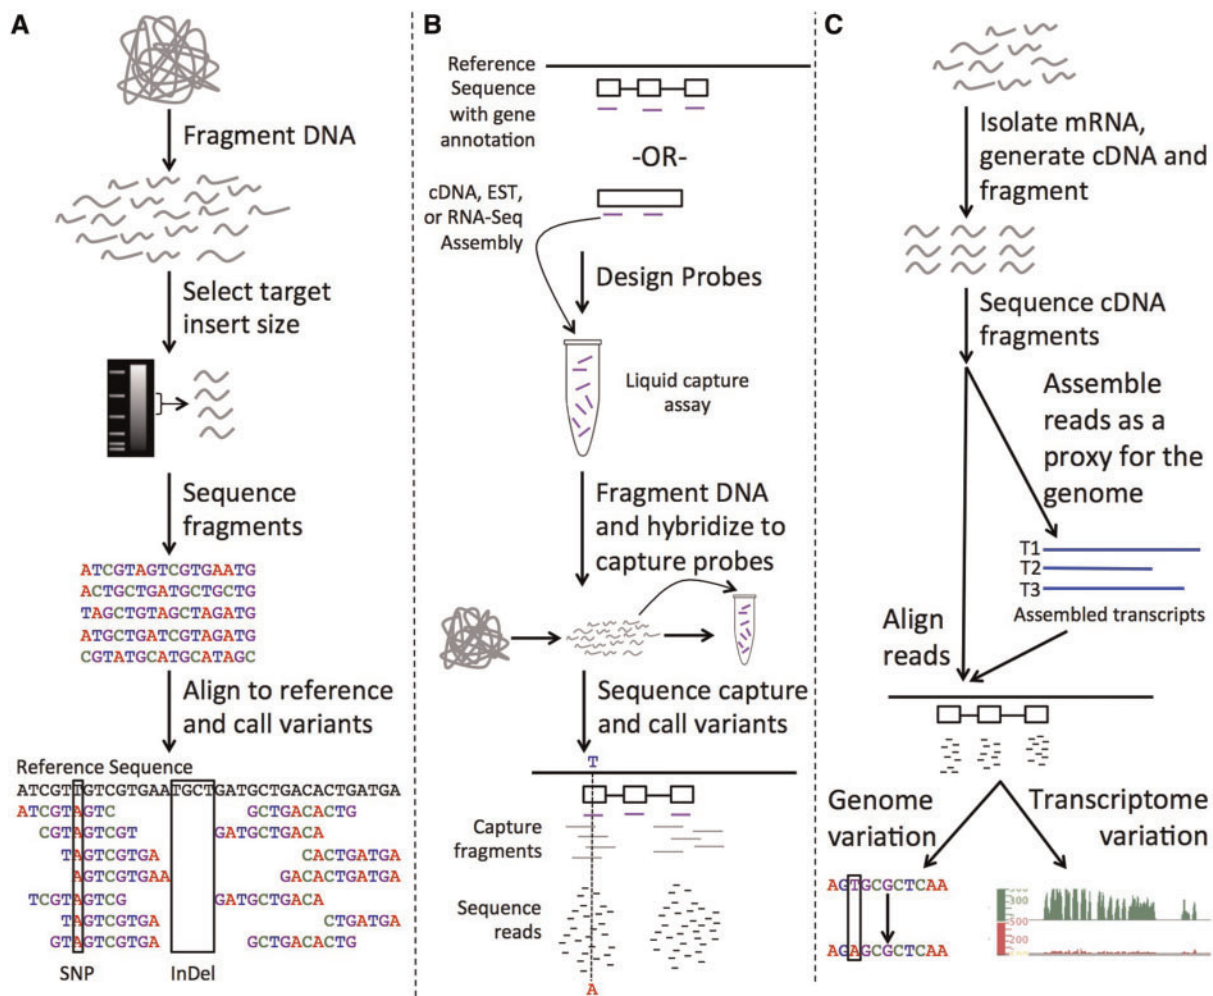 A
Fragment DNA
Select target
insert size
Sequence
fragments
ATCGTAGTCGTGAATG
ACTGCTGATGCTGCTG
TAGCTGTAGCTAGATG
ATGCTGATCGTAGATG
CGTATGCATGCATAGC
Align to reference
and call variants
Reference Sequence
ATCGTTGTCGTGAATGCTGATGCTGACACTGATGA
ATCGTAGTC GCTGACACTG
CGTAGTCGT GATGCTGACA
TAGTCGTGA CACTGATGA
AGTCGTGAA GACACTGATGA
TCGTAGTCG GATGCTGACA
TAGTCGTGA CTGATGA
GTAGTCGTGA GCTGACACTG
SNP InDel
B
Reference
Sequence
with gene
annotation
-OR-
cDNA, EST,
or RNA-Seq
Assembly
Design Probes
Liquid capture
assay
Fragment DNA
and hybridize to
capture probes
Sequence capture
and call variants
T
Capture
fragments
Sequence
reads
A
C
Isolate mRNA,
generate cDNA and
fragment
Sequence cDNA
fragments
Assemble
reads as a
proxy for the
genome
T1
T2
T3
Assembled transcripts
Align
reads
Genome
variation
Transcriptome
variation
AGTGCGCTCAA
AGAGCGCTCAA
300
500
200